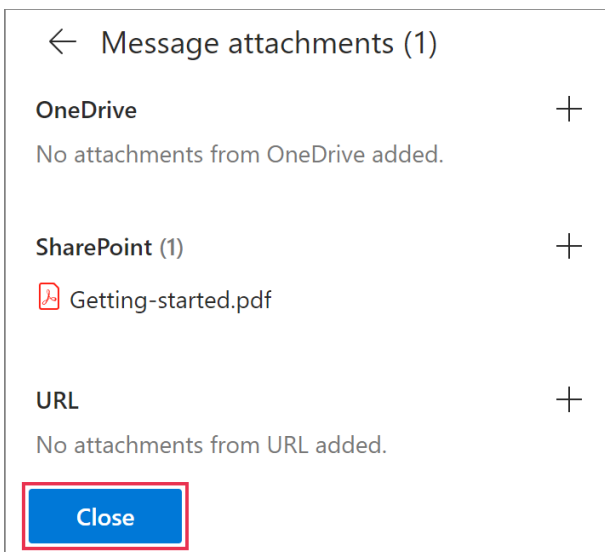 Message attachments (1)
OneDrive
No attachments from OneDrive added.
SharePoint (1)
Getting-started.pdf
URL
No attachments from URL added.
Close